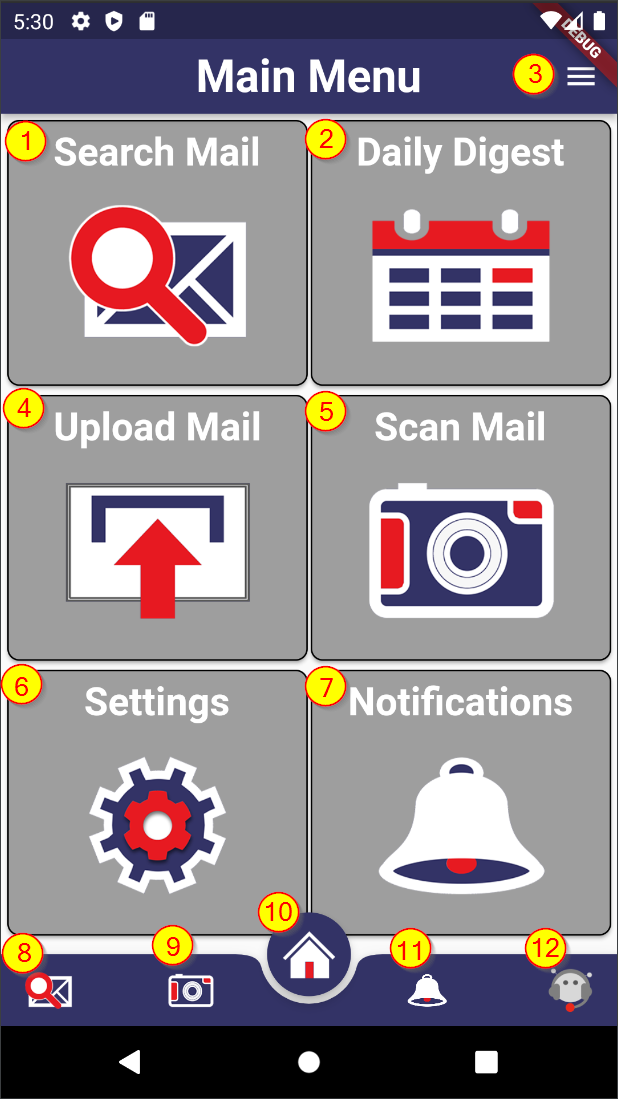 5:30
DEBUG
Main Menu
3
1
Search Mail
2
Daily Digest
4
Upload Mail
5
Scan Mail
6
Settings
7
Notifications
8
9
10
11
12